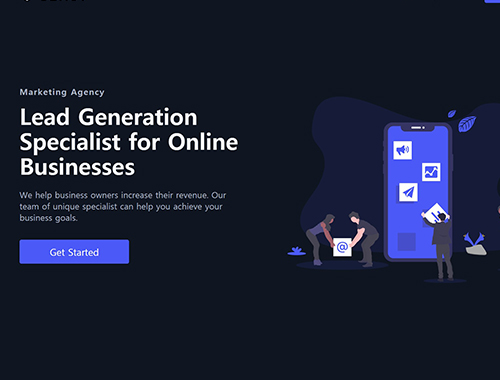 Marketing Agency
Lead Generation
Specialist for Online
Businesses
We help business owners increase their revenue. Our
team of unique specialist can help you achieve your
business goals.
Get Started
@